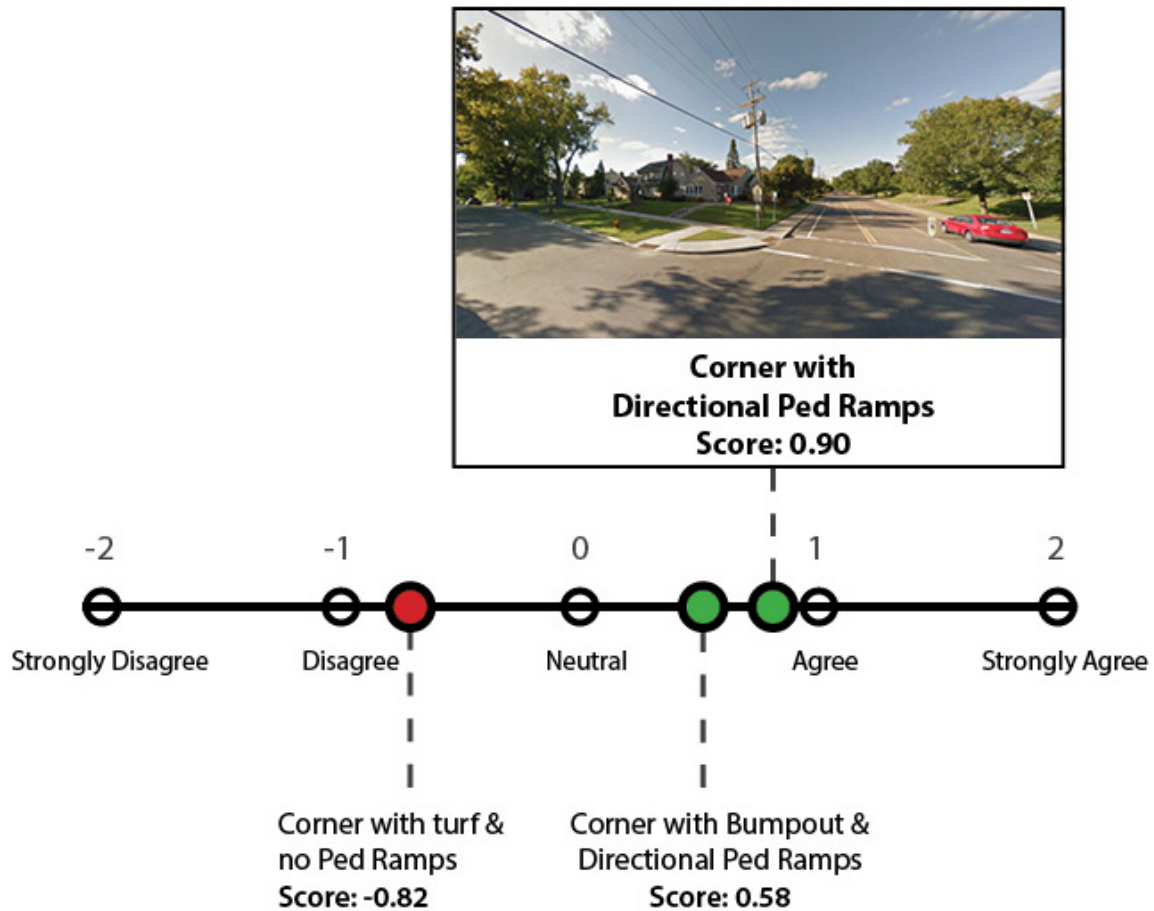 Corner with
Directional Ped Ramps
Score: 0.90
-2 -1 0 1 2
Strongly Disagree Disagree Neutral Agree Strongly Agree
Corner with turf &
no Ped Ramps
Score: -0.82
Corner with Bumpout &
Directional Ped Ramps
Score: 0.58